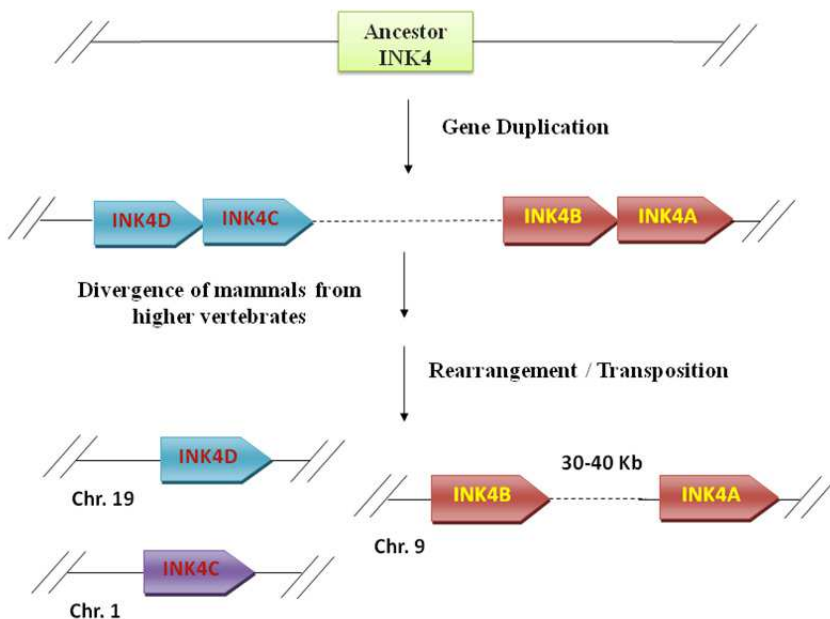 Ancestor
INK4
Gene Duplication
INK4D
INK4C
INK4B
INK4A
Divergence of mammals from
higher vertebrates
Rearrangement / Transposition
INK4D
Chr. 19
INK4B
30-40 Kb
INK4A
Chr. 9
INK4C
Chr. 1